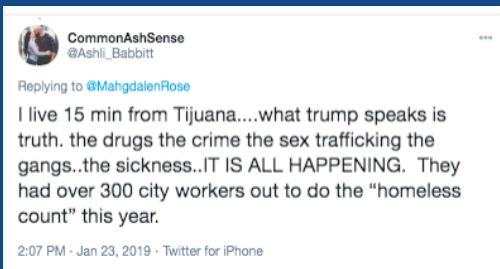 CommonAshSense
@Ashli_Babbitt
Replying to @MahgdalenRose
I live 15 min from Tijuana....what trump speaks is
truth. the drugs the crime the sex trafficking the
gangs..the sickness..IT IS ALL HAPPENING. They
had over 300 city workers out to do the “homeless
count” this year.
2:07 PM · Jan 23, 2019 · Twitter for iPhone